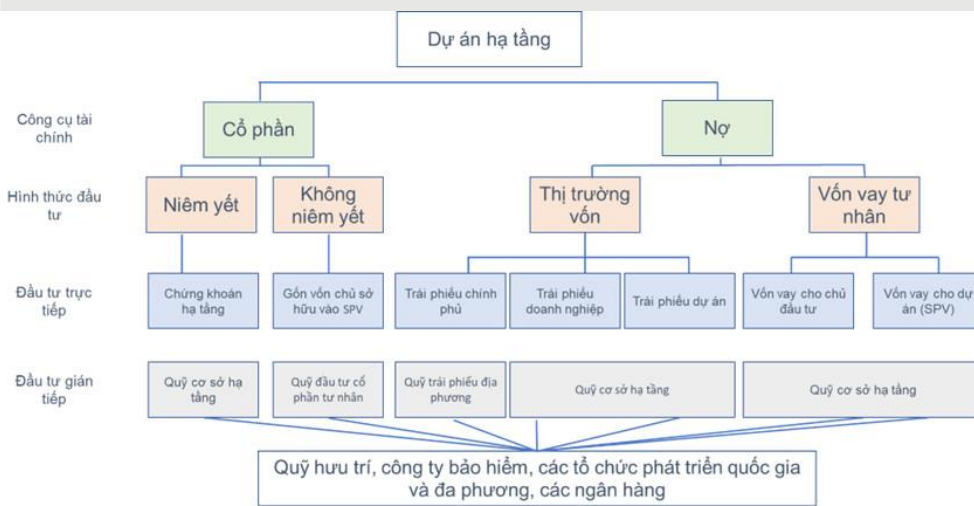 Dự án hạ tầng
Công cụ tài
chính
Cổ phần
Nợ
Hình thức đầu
tư
Niêm yết
Không
niêm yết
Thị trường
vốn
Vốn vay tư
nhân
Đầu tư trực
tiếp
Chứng khoán
hạ tầng
Gốn vốn chủ sở
hữu vào SPV
Trái phiếu chính
phủ
Trái phiếu
doanh nghiệp
Trái phiếu dự án
Vốn vay cho chủ
đầu tư
Vốn vay cho dự
án (SPV)
Đầu tư gián
tiếp
Quỹ cơ sở hạ
tầng
Quỹ đầu tư cổ
phần tư nhân
Quỹ trái phiếu địa
phương
Quỹ cơ sở hạ tầng
Quỹ cơ sở hạ tầng
Quỹ hưu trí, công ty bảo hiểm, các tổ chức phát triển quốc gia
và đa phương, các ngân hàng